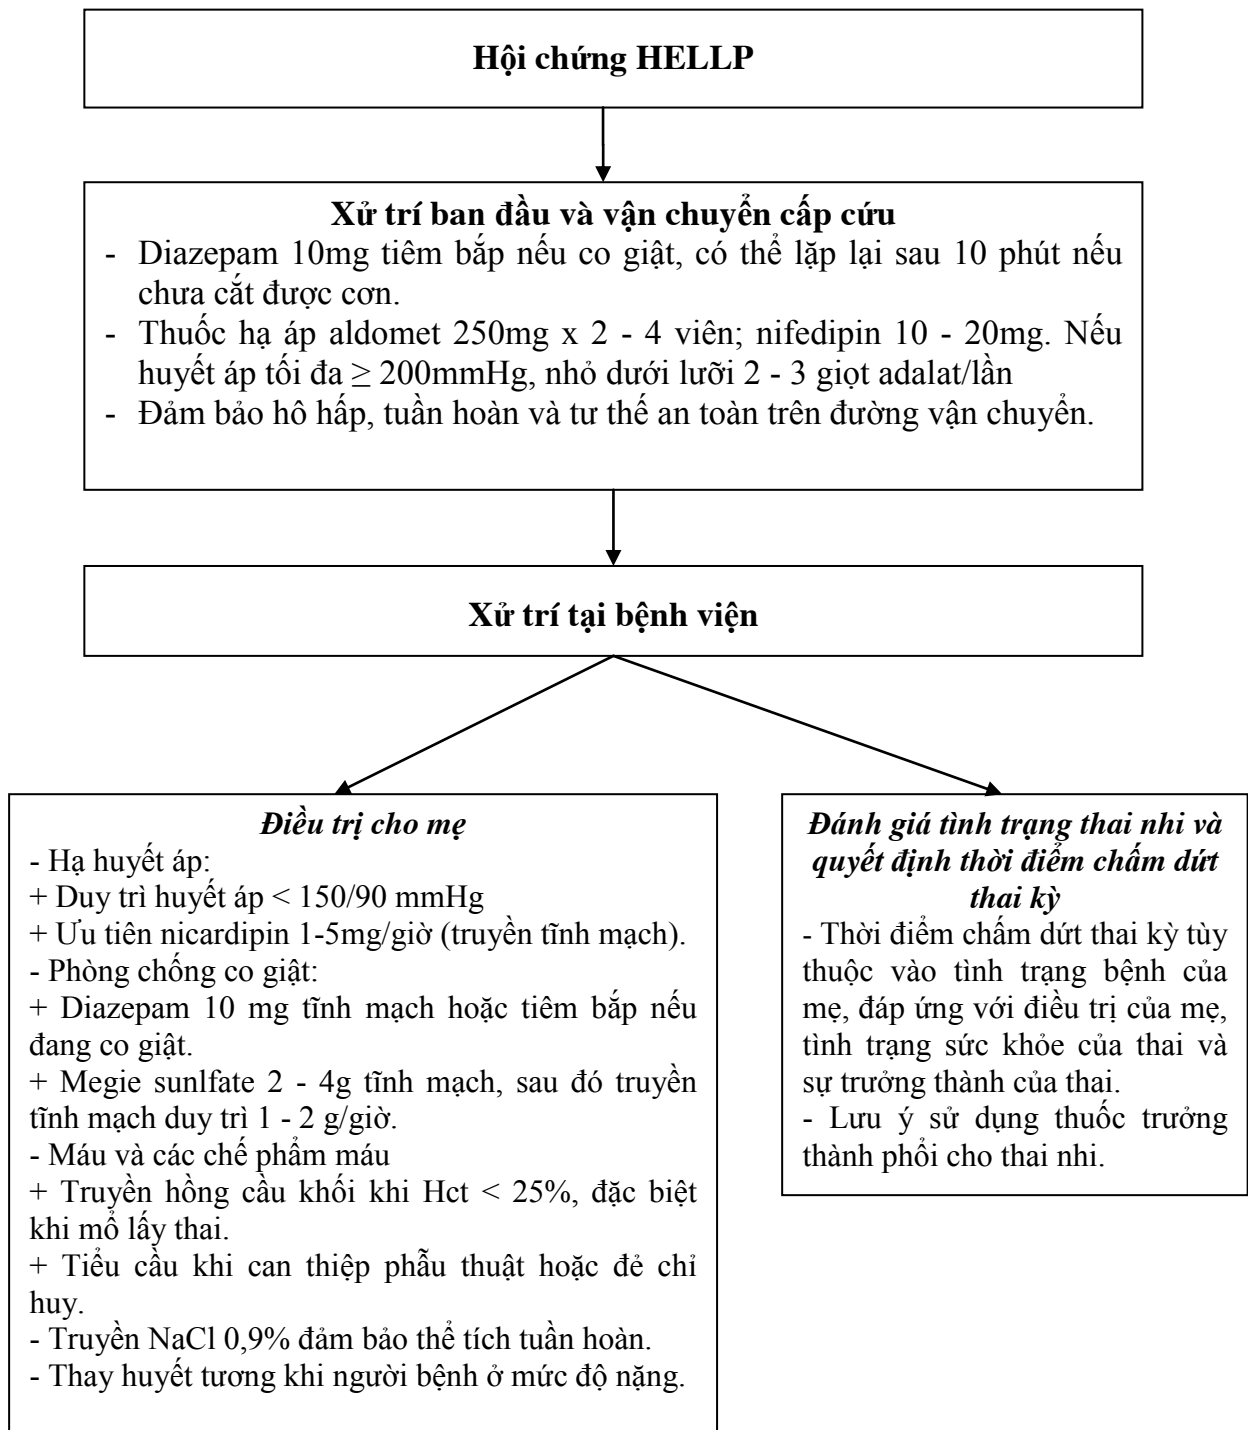 Hội chứng HELLP
Xử trí ban đầu và vận chuyển cấp cứu
- Diazepam 10mg tiêm bắp nếu co giật, có thể lặp lại sau 10 phút nếu
chưa cắt được cơn.
- Thuốc hạ áp aldomet 250mg x 2 - 4 viên; nifedipin 10 - 20mg. Nếu
huyết áp tối đa ≥ 200mmHg, nhỏ dưới lưỡi 2 - 3 giọt adalat/lần
- Đảm bảo hô hấp, tuần hoàn và tư thế an toàn trên đường vận chuyển.
Xử trí tại bệnh viện
Điều trị cho mẹ
- Hạ huyết áp:
+ Duy trì huyết áp < 150/90 mmHg
+ Ưu tiên nicardipin 1-5mg/giờ (truyền tĩnh mạch).
- Phòng chống co giật:
+ Diazepam 10 mg tĩnh mạch hoặc tiêm bắp nếu
đang co giật.
+ Megie sunlfate 2 - 4g tĩnh mạch, sau đó truyền
tĩnh mạch duy trì 1 - 2 g/giờ.
- Máu và các chế phẩm máu
+ Truyền hồng cầu khối khi Hct < 25%, đặc biệt
khi mổ lấy thai.
+ Tiểu cầu khi can thiệp phẫu thuật hoặc đẻ chỉ
huy.
- Truyền NaCl 0,9% đảm bảo thể tích tuần hoàn.
- Thay huyết tương khi người bệnh ở mức độ nặng.
Đánh giá tình trạng thai nhi và
quyết định thời điểm chấm dứt
thai kỳ
- Thời điểm chấm dứt thai kỳ tùy
thuộc vào tình trạng bệnh của
mẹ, đáp ứng với điều trị của mẹ,
tình trạng sức khỏe của thai và
sự trưởng thành của thai.
- Lưu ý sử dụng thuốc trưởng
thành phổi cho thai nhi.